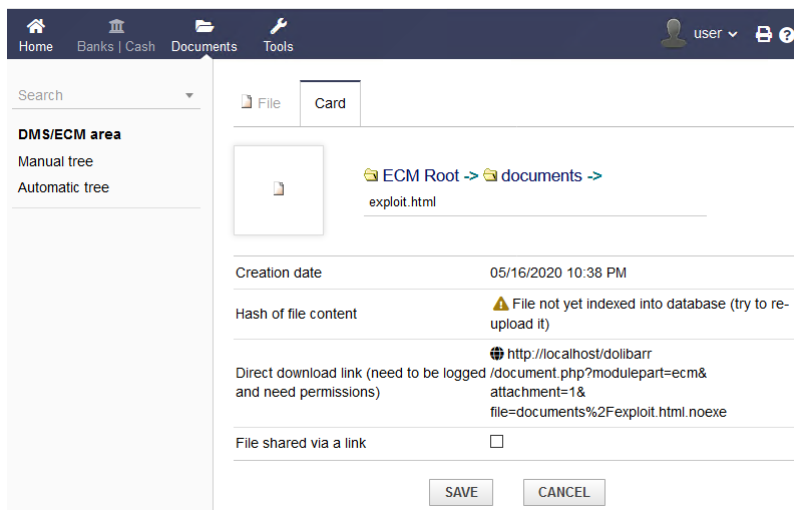 Home Banks | Cash Documents Tools user ?
Search
DMS/ECM area
Manual tree
Automatic tree
File Card
ECM Root -> documents ->
exploit.html
Creation date 05/16/2020 10:38 PM
Hash of file content File not yet indexed into database (try to re-
upload it)
Direct download link (need to be logged
and need permissions)
http://localhost/dolibarr
/document.php?modulepart=ecm&
attachment=1&
file=documents%2Fexploit.html.noexe
File shared via a link
SAVE CANCEL